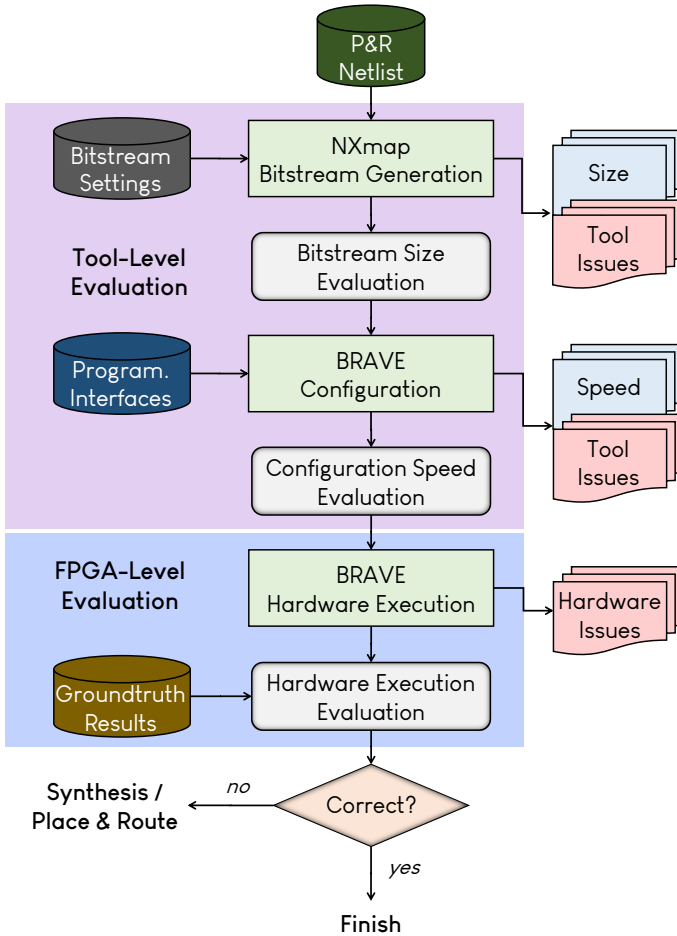 P&R
Netlist
Bitstream
Settings
NXmap
Bitstream Generation
Size
Tool
Issues
Tool-Level
Evaluation
Bitstream Size
Evaluation
Program.
Interfaces
BRAVE
Configuration
Speed
Tool
Issues
Configuration Speed
Evaluation
FPGA-Level
Evaluation
BRAVE
Hardware Execution
Hardware
Issues
Groundtruth
Results
Hardware Execution
Evaluation
Synthesis /
Place & Route
no
Correct?
yes
Finish